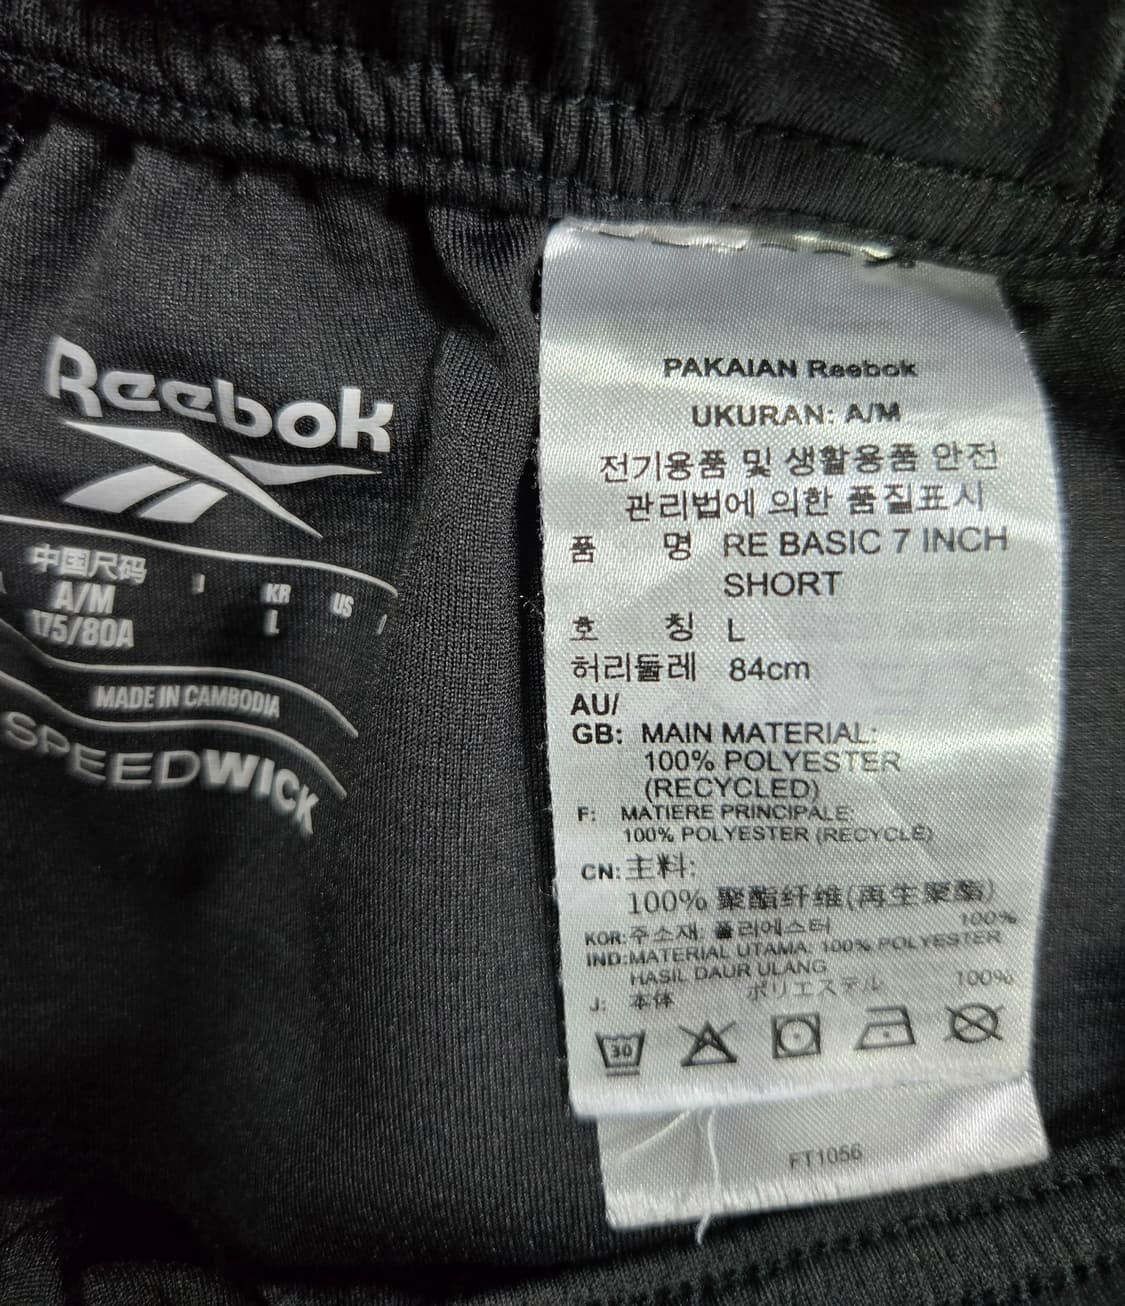 Reebok
中国尺码
A/M
175/80A
J
KR
L
US
MADE IN CAMBODIA
SPEEDWICK
PAKAIAN Reebok
UKURAN: A/M
전기용품 및 생활용품 안전
관리법에 의한 품질표시
품 명 RE BASIC 7 INCH
SHORT
호 칭 L
허리둘레 84cm
AU/
GB: MAIN MATERIAL:
100% POLYESTER
(RECYCLED)
F: MATIERE PRINCIPALE:
100% POLYESTER (RECYCLÉ)
CN: 主料:
100% 聚酯纤维(再生聚酯)
KOR: 주소재: 폴리에스터 100%
IND: MATERIAL UTAMA: 100% POLYESTER
HASIL DAUR ULANG
J: 本体 ポリエステル 100%
30
FT1056